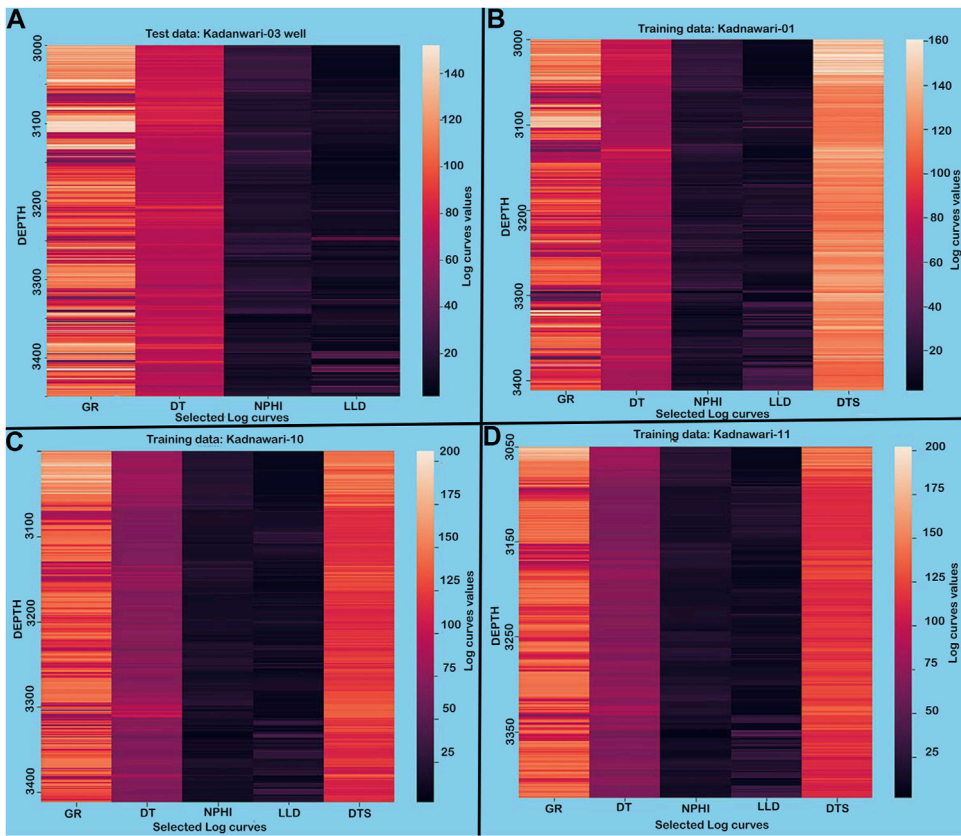 A
Test data: Kadanwari-03 well
3000
3100
3200
3300
3400
DEPTH
GR
DT
NPHI
LLD
Selected Log curves
140
120
100
80
60
40
20
Log curves values
B
Training data: Kadnawari-01
3000
3100
3200
3300
3400
DEPTH
GR
DT
NPHI
LLD
DTS
Selected Log curves
160
140
120
100
80
60
40
20
Log curves values
C
Training data: Kadnawari-10
3100
3200
3300
3400
DEPTH
GR
DT
NPHI
LLD
DTS
Selected Log curves
200
175
150
125
100
75
50
25
Log curves values
D
Training data: Kadnawari-11
3050
3150
3250
3350
DEPTH
GR
DT
NPHI
LLD
DTS
Selected Log curves
200
175
150
125
100
75
50
25
Log curves values